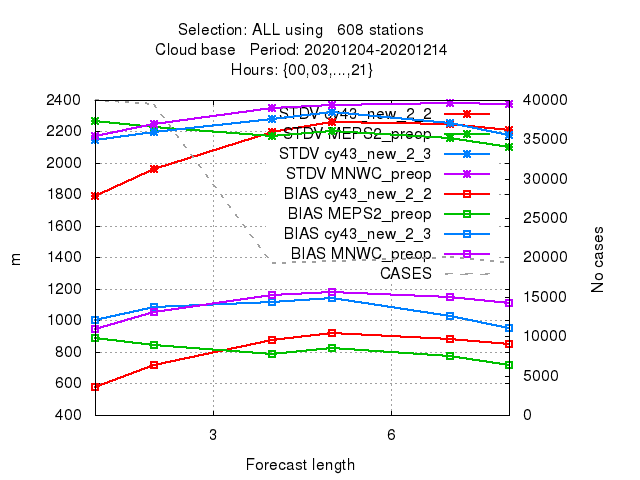 Selection: ALL using   608 stations
Cloud base   Period: 20201204-20201214
Hours: {00,03,...,21}
2400
2200
2000
1800
1600
1400
1200
1000
800
600
400
m
STDV cy43_new_2_2
STDV MEPS2_preop
STDV cy43_new_2_3
STDV MNWC_preop
BIAS cy43_new_2_2
BIAS MEPS2_preop
BIAS cy43_new_2_3
BIAS MNWC_preop
CASES
40000
35000
30000
25000
20000
15000
10000
5000
0
No cases
3 6
Forecast length